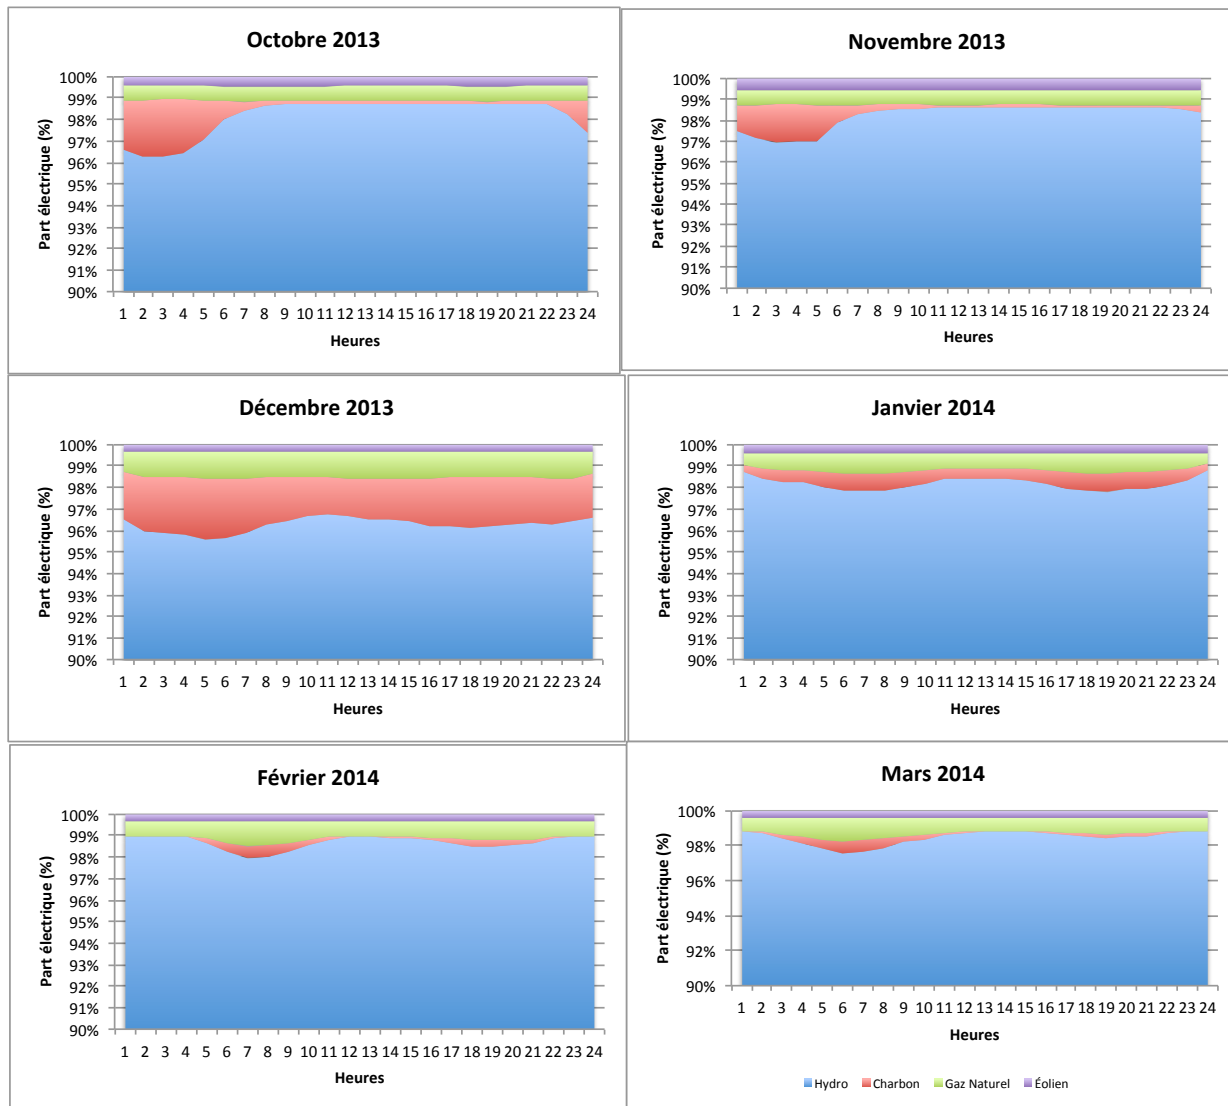 Octobre 2013
Part électrique (%)
100%
99%
98%
97%
96%
95%
94%
93%
92%
91%
90%
1 2 3 4 5 6 7 8 9 10 11 12 13 14 15 16 17 18 19 20 21 22 23 24
Heures
Novembre 2013
Part électrique (%)
100%
99%
98%
97%
96%
95%
94%
93%
92%
91%
90%
1 2 3 4 5 6 7 8 9 10 11 12 13 14 15 16 17 18 19 20 21 22 23 24
Heures
Décembre 2013
Part électrique (%)
100%
99%
98%
97%
96%
95%
94%
93%
92%
91%
90%
1 2 3 4 5 6 7 8 9 10 11 12 13 14 15 16 17 18 19 20 21 22 23 24
Heures
Janvier 2014
Part électrique (%)
100%
99%
98%
97%
96%
95%
94%
93%
92%
91%
90%
1 2 3 4 5 6 7 8 9 10 11 12 13 14 15 16 17 18 19 20 21 22 23 24
Heures
Février 2014
Part électrique (%)
100%
99%
98%
97%
96%
95%
94%
93%
92%
91%
90%
1 2 3 4 5 6 7 8 9 10 11 12 13 14 15 16 17 18 19 20 21 22 23 24
Heures
Mars 2014
Part électrique (%)
100%
98%
96%
94%
92%
90%
1 2 3 4 5 6 7 8 9 10 11 12 13 14 15 16 17 18 19 20 21 22 23 24
Heures
Hydro Charbon Gaz Naturel Éolien